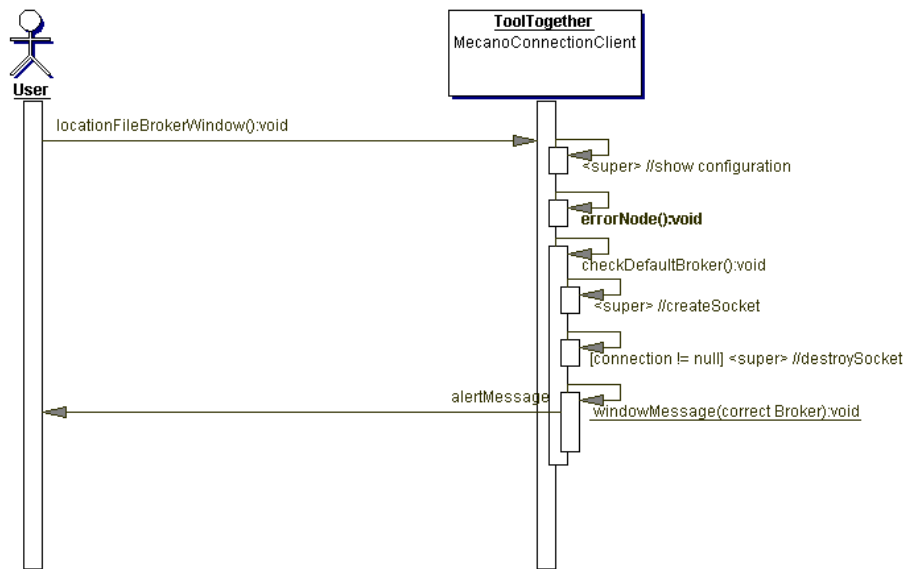 ToolTogether
MecanoConnectionClient
User
locationFileBrokerWindow():void
<super> //show configuration
errorNode():void
checkDefaultBroker():void
<super> //createSocket
[connection != null] <super> //destroySocket
alertMessage
windowMessage(correct Broker):void